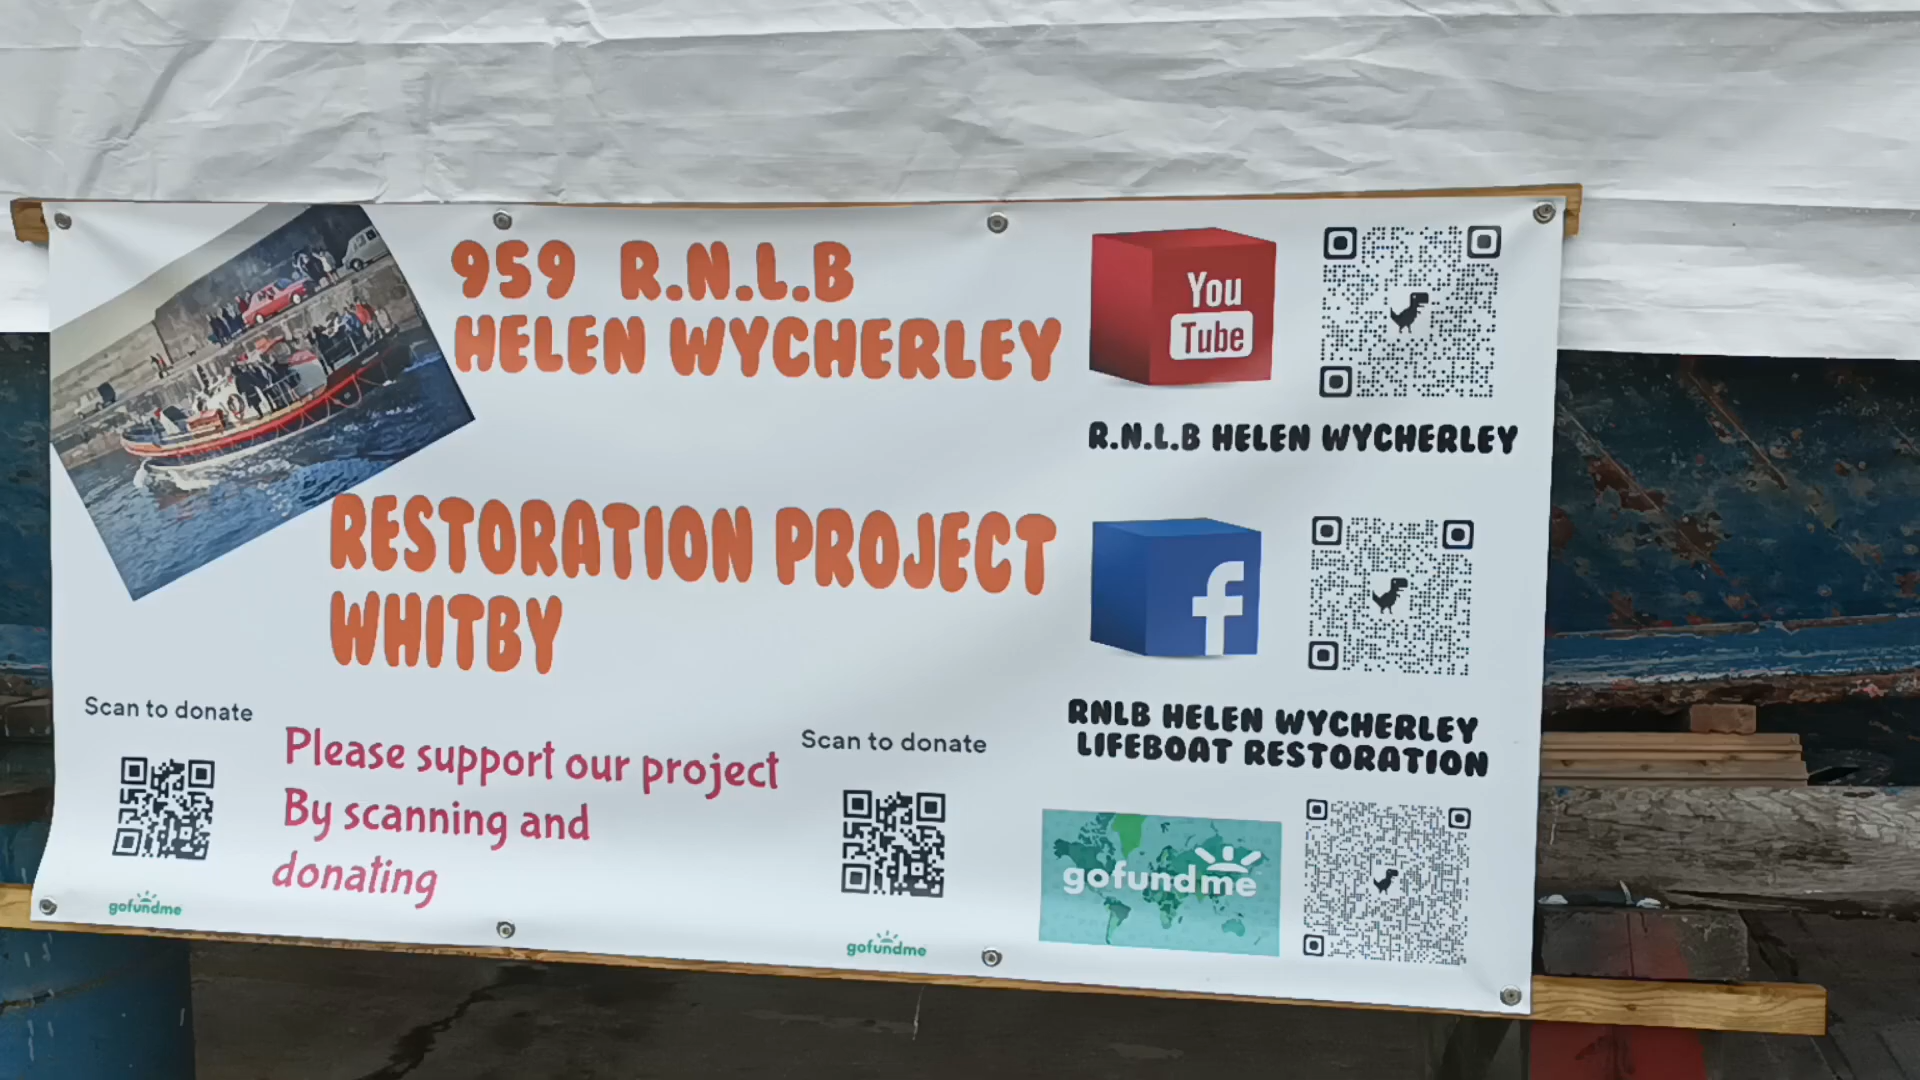 959 R.N.L.B
HELEN WYCHERLEY
RESTORATION PROJECT
WHITBY
Scan to donate
gofundme
Please support our project
By scanning and
donating
Scan to donate
gofundme
You
Tube
R.N.L.B HELEN WYCHERLEY
f
RNLB HELEN WYCHERLEY
LIFEBOAT RESTORATION
gofundme